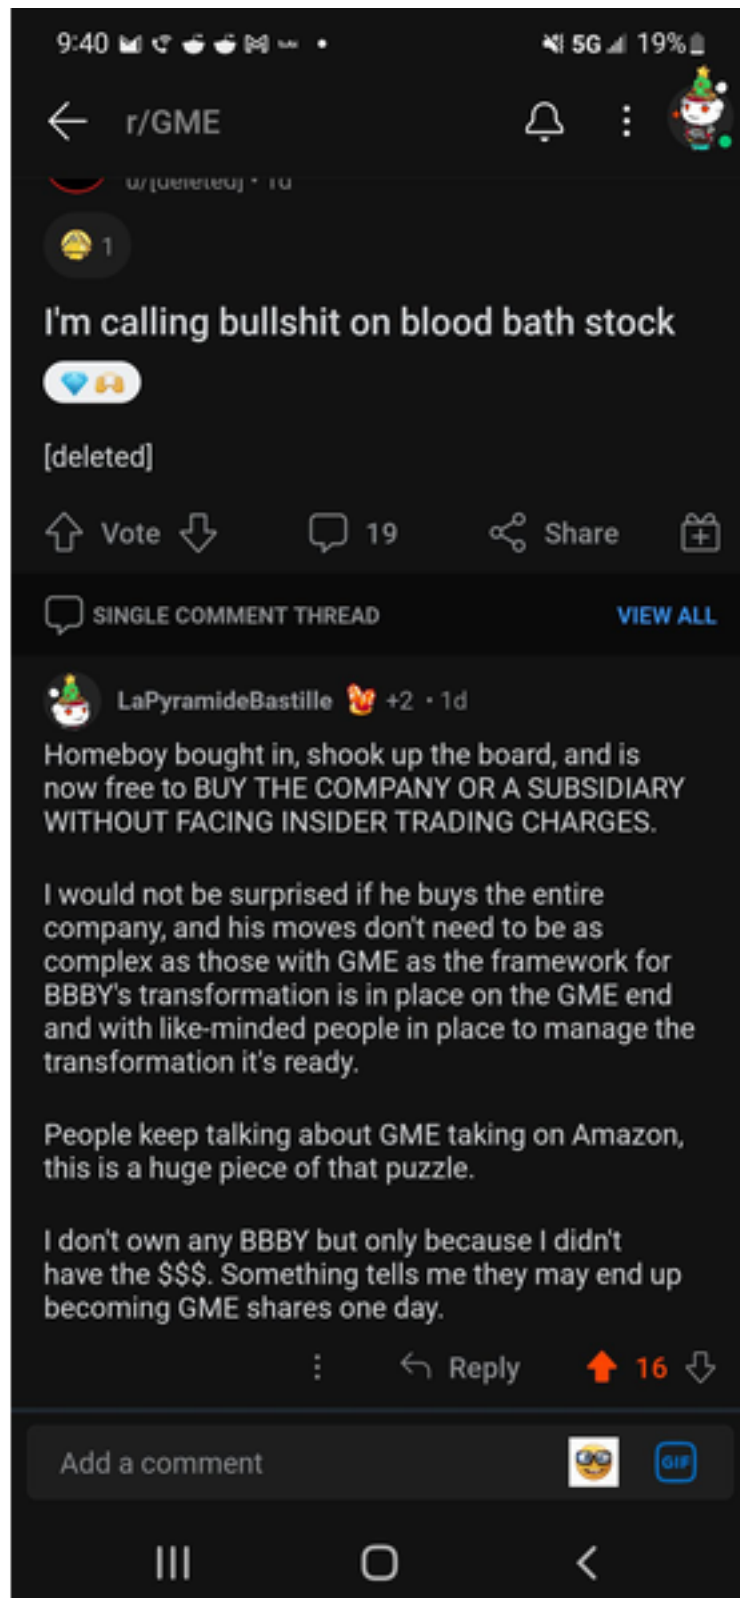 9:40 5G 19%
r/GME
u/[deleted] • 1d
1
I'm calling bullshit on blood bath stock
[deleted]
Vote 19 Share
SINGLE COMMENT THREAD VIEW ALL
LaPyramideBastille +2 • 1d
Homeboy bought in, shook up the board, and is
now free to BUY THE COMPANY OR A SUBSIDIARY
WITHOUT FACING INSIDER TRADING CHARGES.
I would not be surprised if he buys the entire
company, and his moves don't need to be as
complex as those with GME as the framework for
BBBY's transformation is in place on the GME end
and with like-minded people in place to manage the
transformation it's ready.
People keep talking about GME taking on Amazon,
this is a huge piece of that puzzle.
I don't own any BBBY but only because I didn't
have the $$$. Something tells me they may end up
becoming GME shares one day.
Reply 16
Add a comment GIF